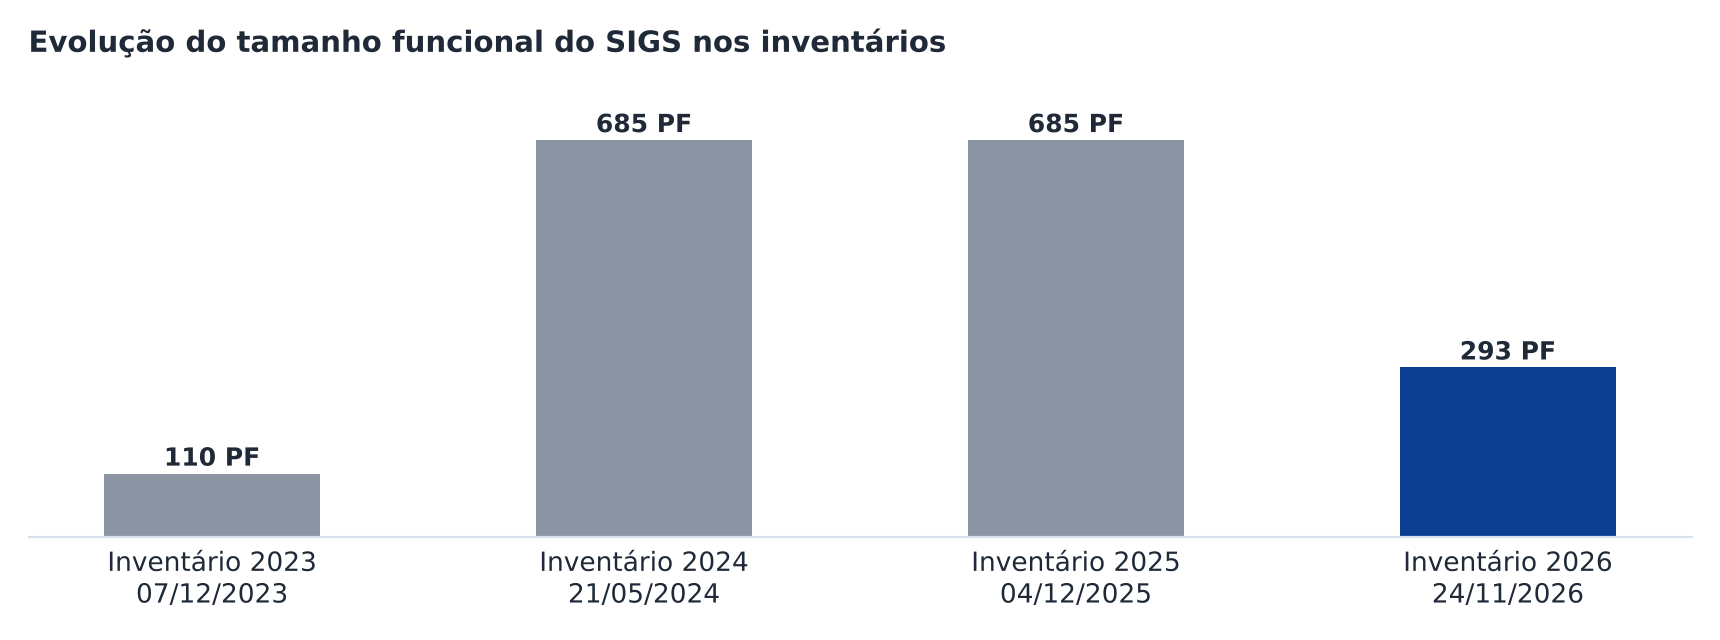 Evolução do tamanho funcional do SIGS nos inventários
685 PF
685 PF
293 PF
110 PF
Inventário 2023
07/12/2023
Inventário 2024
21/05/2024
Inventário 2025
04/12/2025
Inventário 2026
24/11/2026